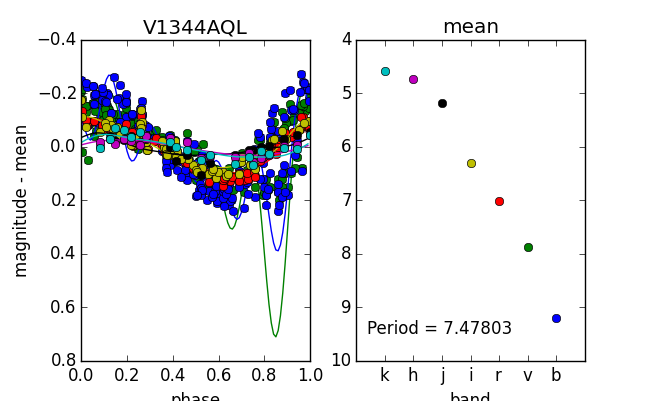 V1344AQL
mean
−0.4
−0.2
0.0
0.2
0.4
0.6
0.8
magnitude - mean
0.0 0.2 0.4 0.6 0.8 1.0
phase
4
5
6
7
8
9
10
Period = 7.47803
k h j i r v b
band